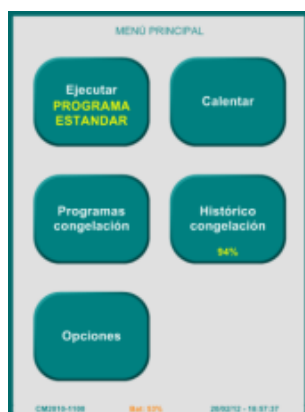 MENÚ PRINCIPAL
Ejecutar
PROGRAMA
ESTANDAR
Calentar
Programas
congelación
Histórico
congelación
94%
Opciones
Bat. 53%